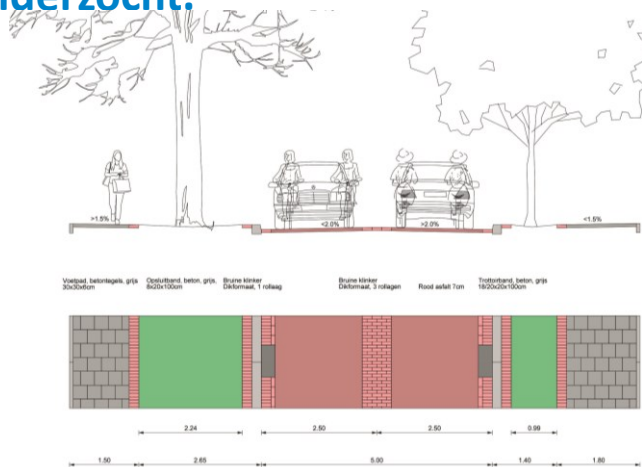 nderzocht.
>1.5%
<2.0%
>2.0%
<1.5%
Voetpad, betontegels, grijs
30x30x6cm
Opsluitband, beton, grijs,
8x20x100cm
Bruine klinker
Dikformaat, 1 rollaag
Bruine klinker
Dikformaat, 3 rollagen
Rood asfalt 7cm
Trottoirband, beton, grijs
18/20x20x100cm
2.24
2.50
2.50
0.99
1.50
2.65
5.00
1.40
1.80